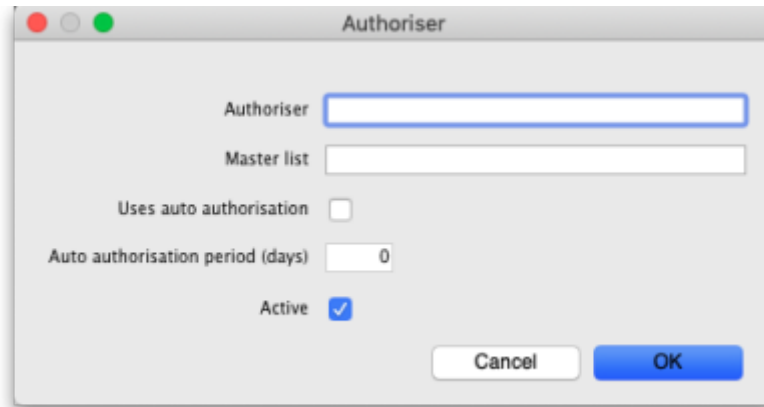 Authoriser
Authoriser
Master list
Uses auto authorisation
Auto authorisation period (days) 0
Active
Cancel OK